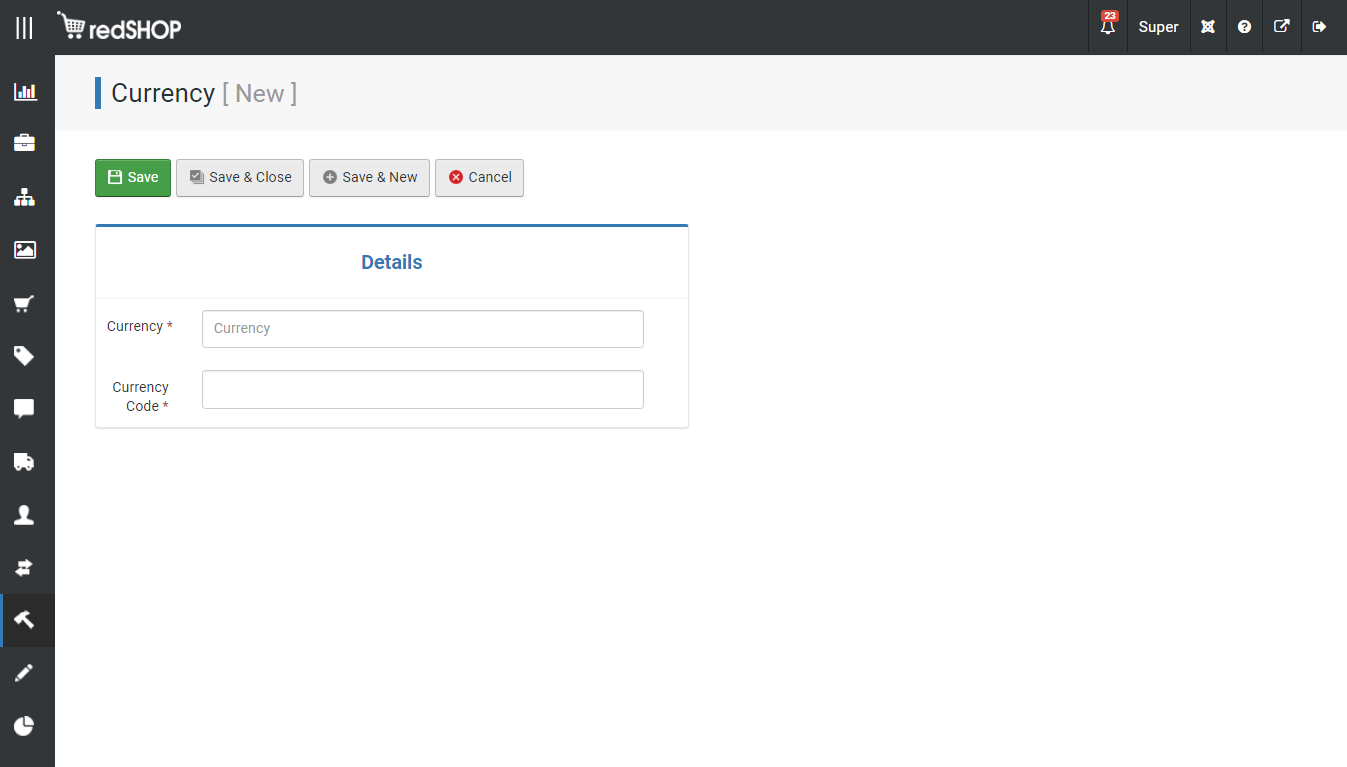 redSHOP
23
Super
Currency [ New ]
Save
Save & Close
Save & New
Cancel
Details
Currency *
Currency
Currency
Code *